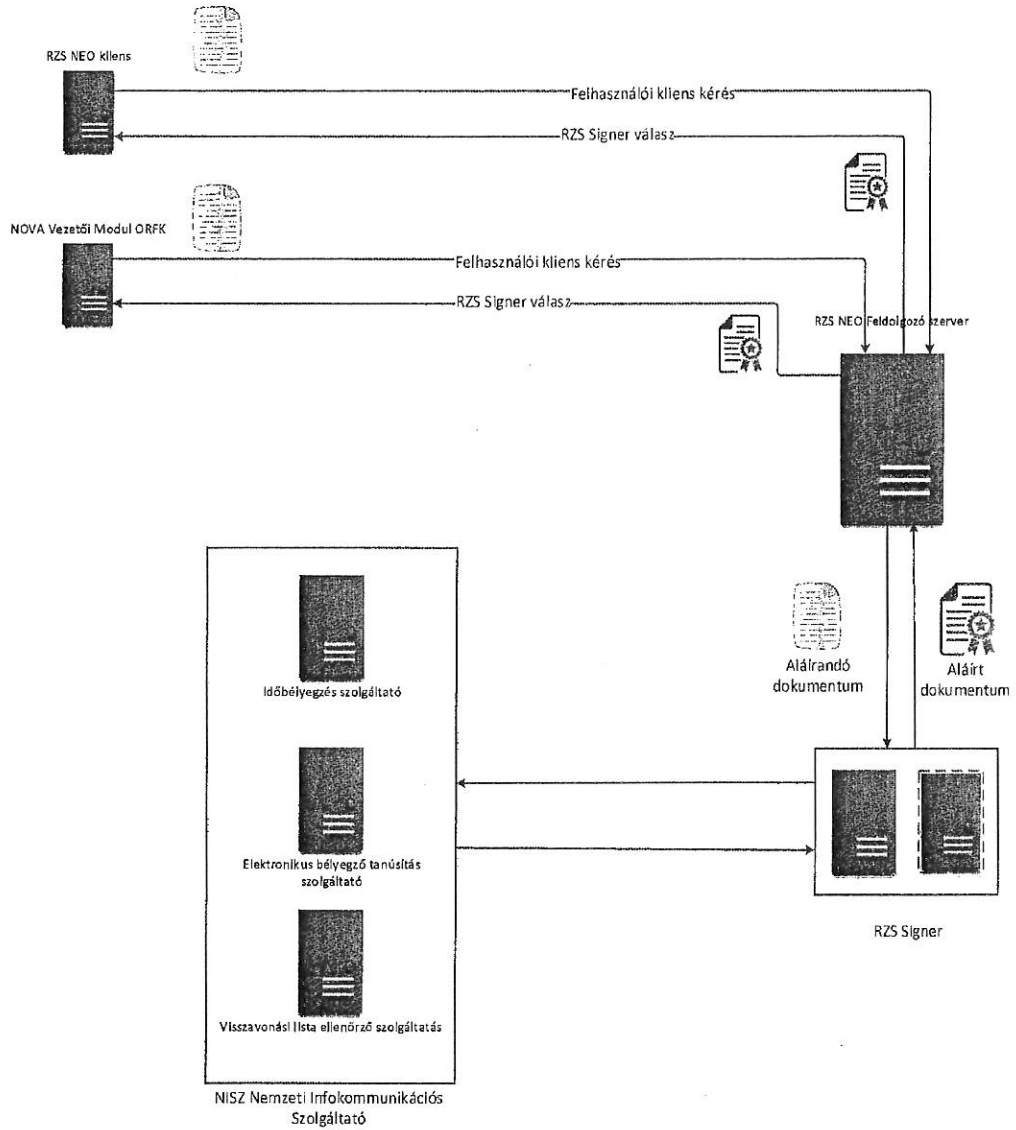 RZS NEO kliens
Felhasználói kliens kérés
RZS Signer válasz
NOVA Vezetői Modul ORFK
Felhasználói kliens kérés
RZS Signer válasz
RZS NEO Feldolgozó szerver
Aláírandó
dokumentum
Aláírt
dokumentum
Időbélyegzés szolgáltató
Elektronikus bélyegző tanúsítás
szolgáltató
RZS Signer
Visszavonási lista ellenőrző szolgáltatás
NISZ Nemzeti Infokommunikációs
Szolgáltató